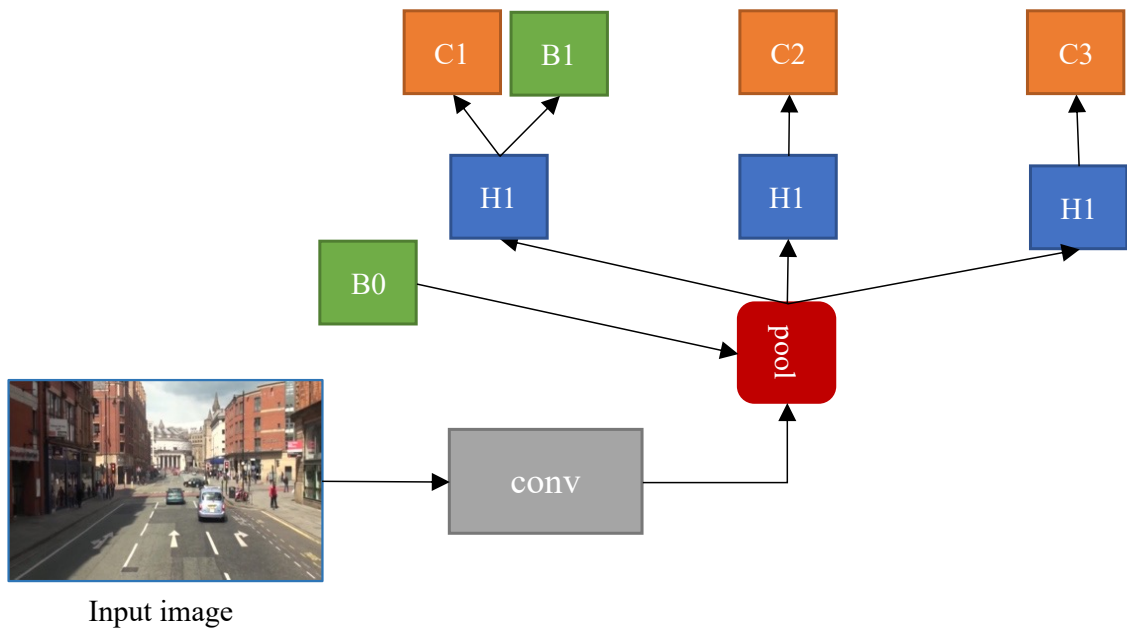 C1 B1 C2 C3
H1 H1 H1
B0
pool
conv
Input image